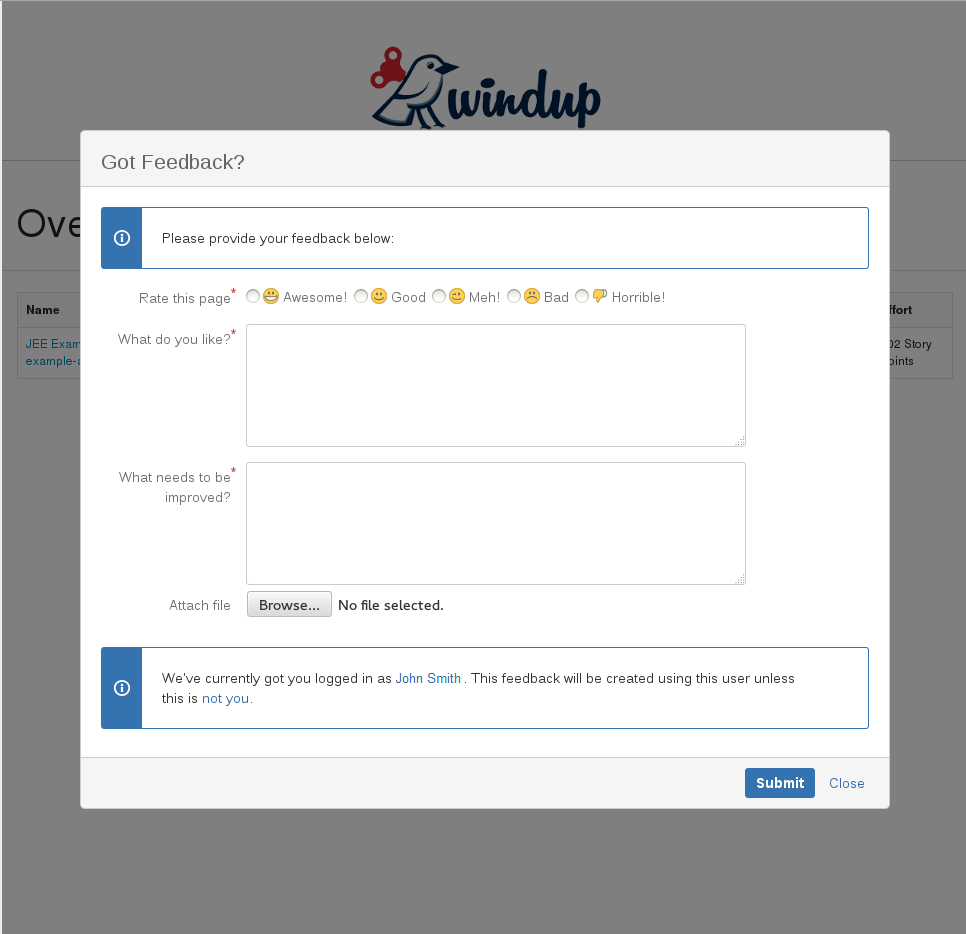 windup
Got Feedback?
Ove
Please provide your feedback below:
Rate this page* Awesome! Good Meh! Bad Horrible!
Name
ffort
What do you like?*
JEE Exam
02 Story
example-a
oints
What needs to be*
improved?
Attach file Browse... No file selected.
We've currently got you logged in as John Smith . This feedback will be created using this user unless
this is not you.
Submit Close